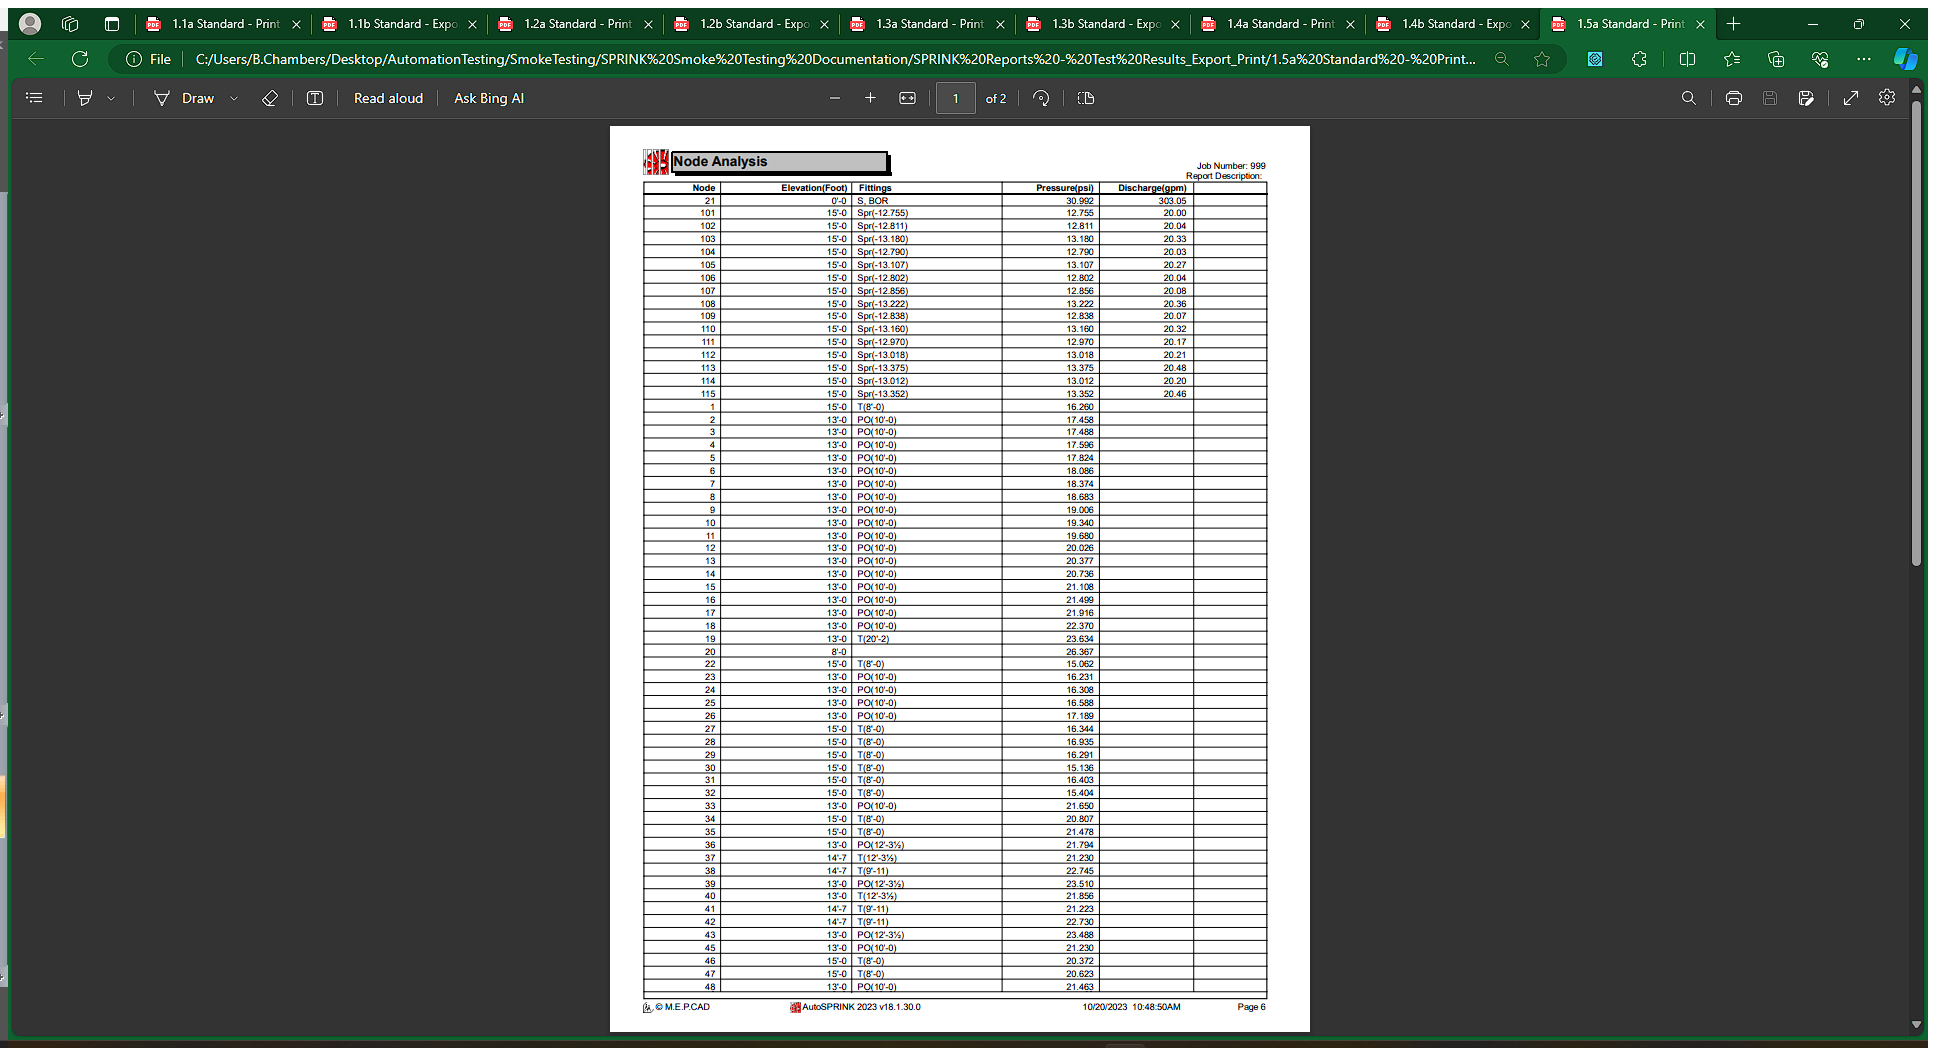 1.1a Standard - Print 1.1b Standard - Expo 1.2a Standard - Print 1.2b Standard - Expo 1.3a Standard - Print 1.3b Standard - Expo 1.4a Standard - Print 1.4b Standard - Expo 1.5a Standard - Print
File C:/Users/B.Chambers/Desktop/AutomationTesting/SmokeTesting/SPRINK%20Smoke%20Testing%20Documentation/SPRINK%20Reports%20-%20Test%20Results_Export_Print/1.5a%20Standard%20-%20Print...
Draw Read aloud Ask Bing AI 1 of 2
Node Analysis
Job Number: 999
Report Description:
Node Elevation(Foot) Fittings Pressure(psi) Discharge(gpm)
21 0'-0 S, BOR 30.992 303.05
101 15'-0 Spr(-12.755) 12.755 20.00
102 15'-0 Spr(-12.811) 12.811 20.04
103 15'-0 Spr(-13.180) 13.180 20.33
104 15'-0 Spr(-12.790) 12.790 20.03
105 15'-0 Spr(-13.107) 13.107 20.27
106 15'-0 Spr(-12.802) 12.802 20.04
107 15'-0 Spr(-12.856) 12.856 20.08
108 15'-0 Spr(-13.222) 13.222 20.36
109 15'-0 Spr(-12.838) 12.838 20.07
110 15'-0 Spr(-13.160) 13.160 20.32
111 15'-0 Spr(-12.970) 12.970 20.17
112 15'-0 Spr(-13.018) 13.018 20.21
113 15'-0 Spr(-13.375) 13.375 20.48
114 15'-0 Spr(-13.012) 13.012 20.20
115 15'-0 Spr(-13.352) 13.352 20.46
1 15'-0 T(8'-0) 16.260
2 13'-0 PO(10'-0) 17.458
3 13'-0 PO(10'-0) 17.488
4 13'-0 PO(10'-0) 17.596
5 13'-0 PO(10'-0) 17.824
6 13'-0 PO(10'-0) 18.086
7 13'-0 PO(10'-0) 18.374
8 13'-0 PO(10'-0) 18.683
9 13'-0 PO(10'-0) 19.006
10 13'-0 PO(10'-0) 19.340
11 13'-0 PO(10'-0) 19.680
12 13'-0 PO(10'-0) 20.026
13 13'-0 PO(10'-0) 20.377
14 13'-0 PO(10'-0) 20.736
15 13'-0 PO(10'-0) 21.108
16 13'-0 PO(10'-0) 21.499
17 13'-0 PO(10'-0) 21.916
18 13'-0 PO(10'-0) 22.370
19 13'-0 T(20'-2) 23.634
20 8'-0 26.367
22 15'-0 T(8'-0) 15.062
23 13'-0 PO(10'-0) 16.231
24 13'-0 PO(10'-0) 16.308
25 13'-0 PO(10'-0) 16.588
26 13'-0 PO(10'-0) 17.189
27 15'-0 T(8'-0) 16.344
28 15'-0 T(8'-0) 16.935
29 15'-0 T(8'-0) 16.291
30 15'-0 T(8'-0) 15.136
31 15'-0 T(8'-0) 16.403
32 15'-0 T(8'-0) 15.404
33 13'-0 PO(10'-0) 21.650
34 15'-0 T(8'-0) 20.807
35 15'-0 T(8'-0) 21.478
36 13'-0 PO(12'-3½) 21.794
37 14'-7 T(12'-3½) 21.230
38 14'-7 T(9'-11) 22.745
39 13'-0 PO(12'-3½) 23.510
40 13'-0 T(12'-3½) 21.856
41 14'-7 T(9'-11) 21.223
42 14'-7 T(9'-11) 22.730
43 13'-0 PO(12'-3½) 23.488
45 13'-0 PO(10'-0) 21.230
46 15'-0 T(8'-0) 20.372
47 15'-0 T(8'-0) 20.623
48 13'-0 PO(10'-0) 21.463
© M.E.P.CAD AutoSPRINK 2023 v18.1.30.0 10/20/2023 10:48:50AM Page 6